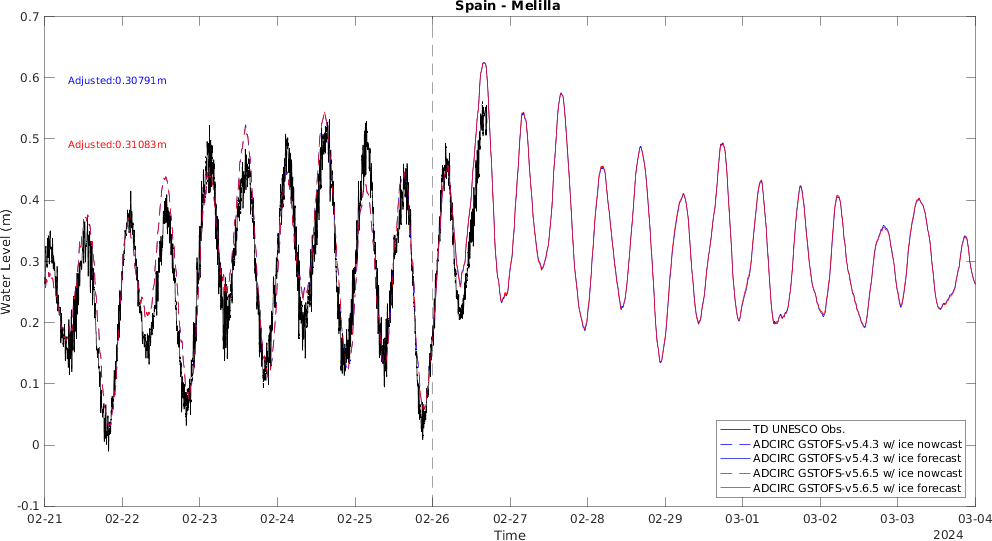 Spain - Melilla
0.7
0.6
0.5
0.4
0.3
0.2
0.1
0
-0.1
Water Level (m)
Adjusted:0.30791m
Adjusted:0.31083m
TD UNESCO Obs.
ADCIRC GSTOFS-v5.4.3 w/ ice nowcast
ADCIRC GSTOFS-v5.4.3 w/ ice forecast
ADCIRC GSTOFS-v5.6.5 w/ ice nowcast
ADCIRC GSTOFS-v5.6.5 w/ ice forecast
02-21 02-22 02-23 02-24 02-25 02-26 02-27 02-28 02-29 03-01 03-02 03-03 03-04
Time
2024